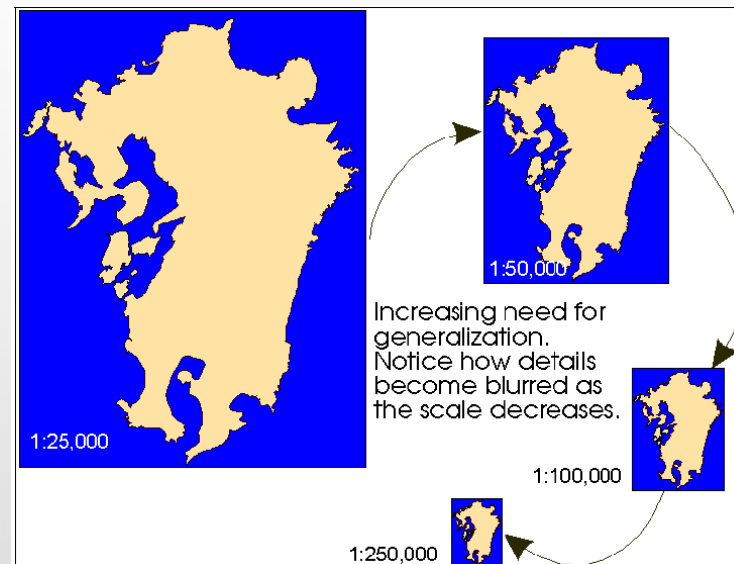 1:25,000
1:50,000
Increasing need for
generalization.
Notice how details
become blurred as
the scale decreases.
1:100,000
1:250,000